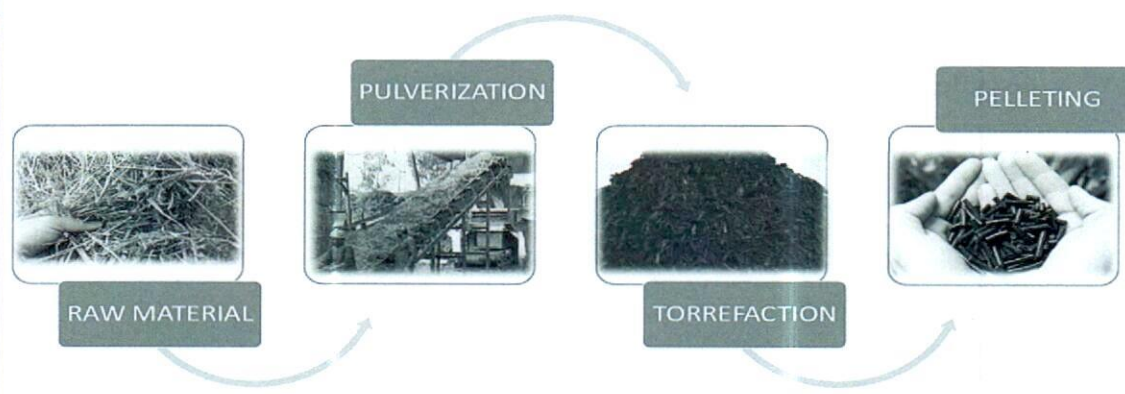 RAW MATERIAL
PULVERIZATION
TORREFACTION
PELLETING